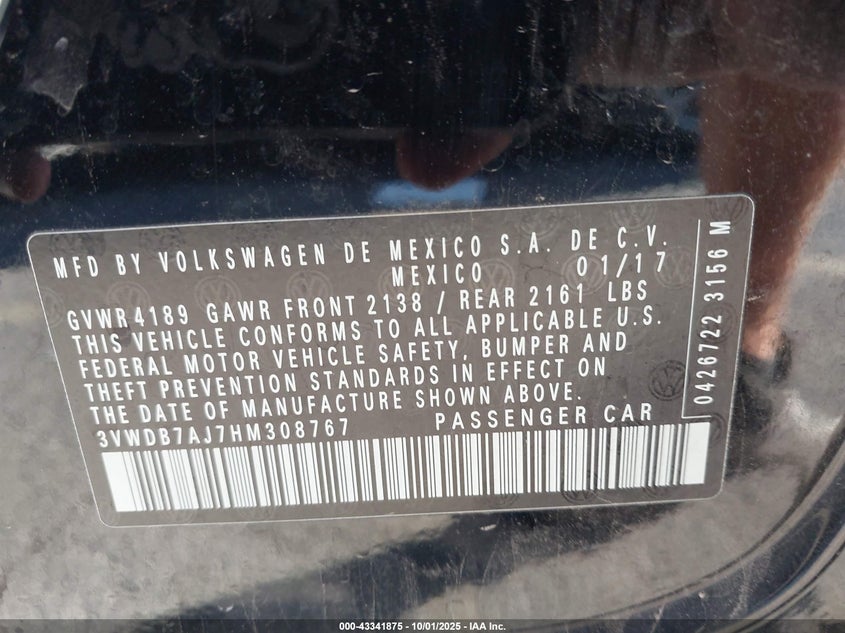 MFD BY VOLKSWAGEN DE MEXICO S.A. DE C.V.
MEXICO 01/17
GVWR 4189 GAWR FRONT 2138 / REAR 2161 LBS
THIS VEHICLE CONFORMS TO ALL APPLICABLE U.S.
FEDERAL MOTOR VEHICLE SAFETY, BUMPER AND
THEFT PREVENTION STANDARDS IN EFFECT ON
THE DATE OF MANUFACTURE SHOWN ABOVE.
3VWDB7AJ7HM308767 PASSENGER CAR
0426722 3156 M
000-43341875 - 10/01/2025 - IAA Inc.